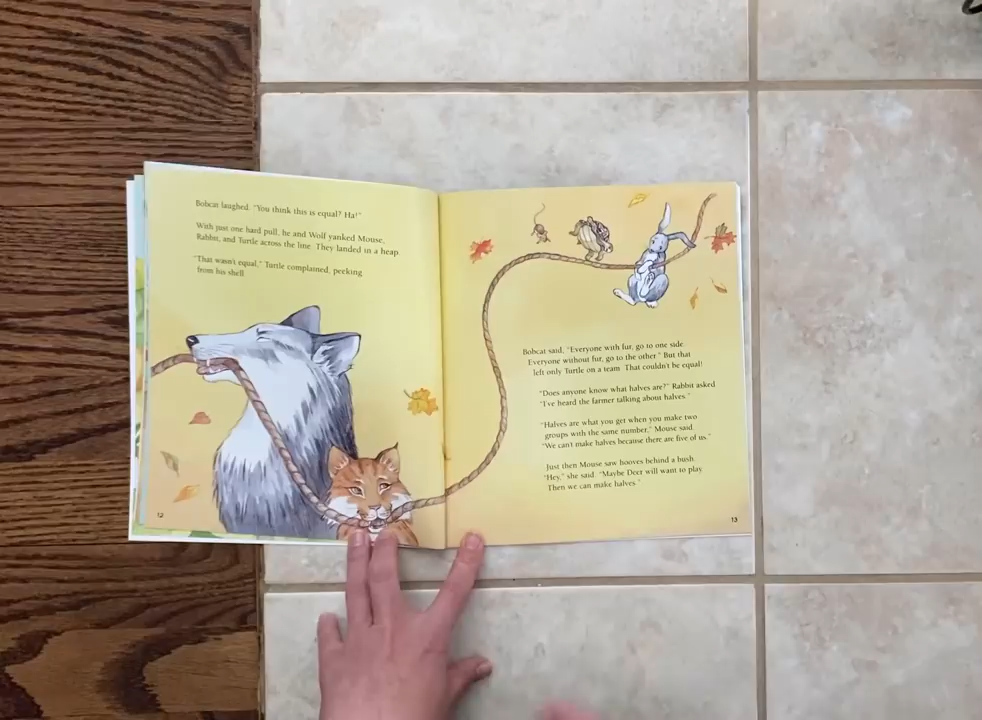 Bobcat laughed. "You think this is equal? Ha!"
With just one hard pull, he and Wolf yanked Mouse,
Rabbit, and Turtle across the line. They landed in a heap.
"That wasn't equal," Turtle complained, peeking
from his shell.
12
Bobcat said, "Everyone with fur, go to one side.
Everyone without fur, go to the other." But that
left only Turtle on a team. That couldn't be equal!
"Does anyone know what halves are?" Rabbit asked.
"I've heard the farmer talking about halves."
"Halves are what you get when you make two
groups with the same number," Mouse said.
"We can't make halves because there are five of us."
Just then Mouse saw hooves behind a bush.
"Hey," she said. "Maybe Deer will want to play.
Then we can make halves."
13